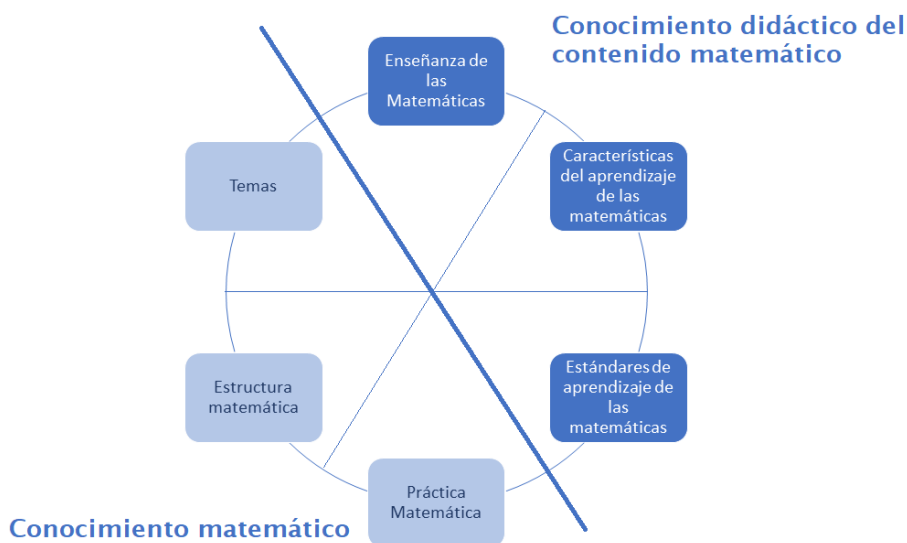 Conocimiento didáctico del
contenido matemático
Enseñanza de
las
Matemáticas
Temas
Características
del aprendizaje
de las
matemáticas
Estructura
matemática
Estándares de
aprendizaje de
las
matemáticas
Práctica
Matemática
Conocimiento matemático